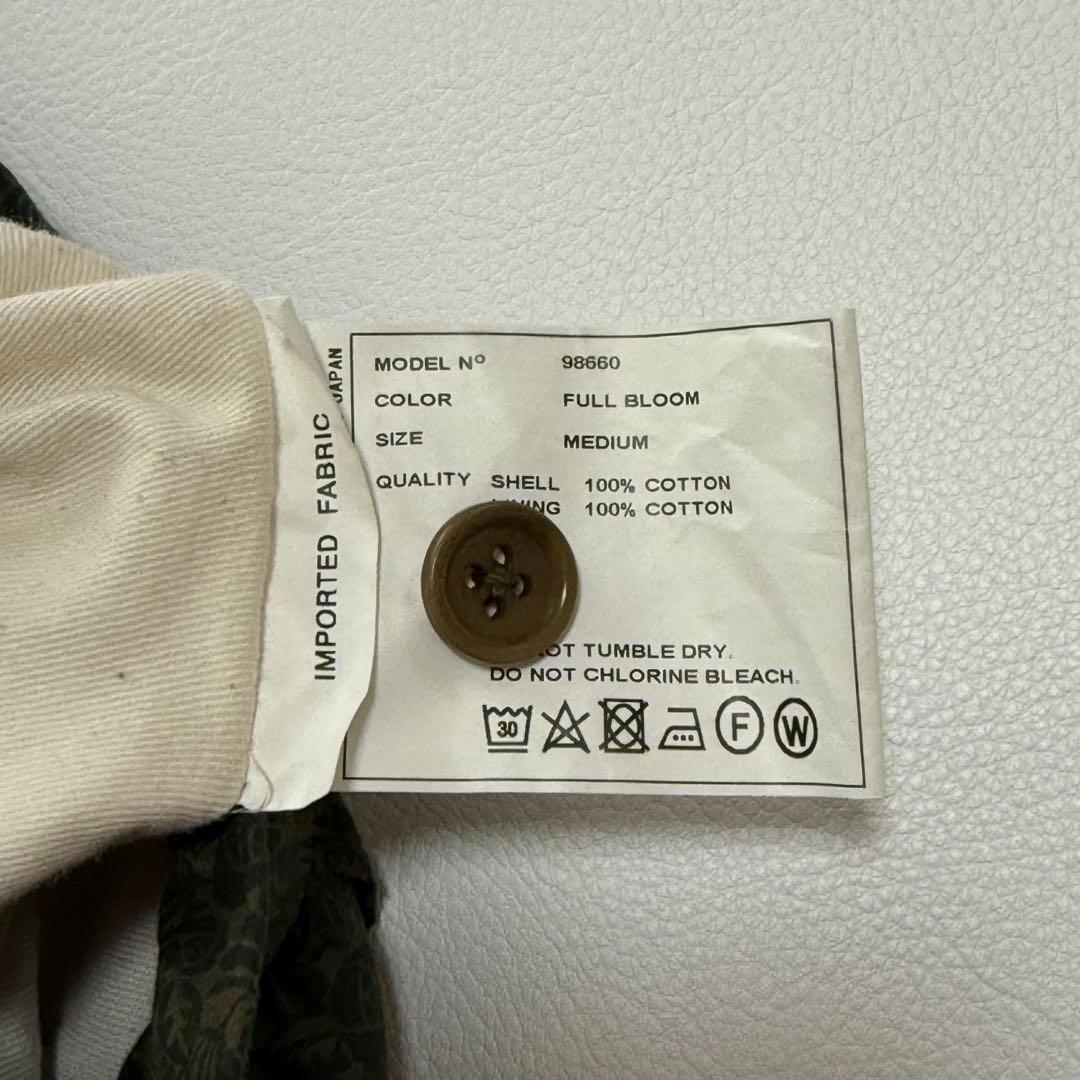 IMPORTED FABRIC JAPAN
MODEL Nº 98660
COLOR FULL BLOOM
SIZE MEDIUM
QUALITY SHELL 100% COTTON
100% COTTON
TUMBLE DRY.
DO NOT CHLORINE BLEACH.
30
F
W